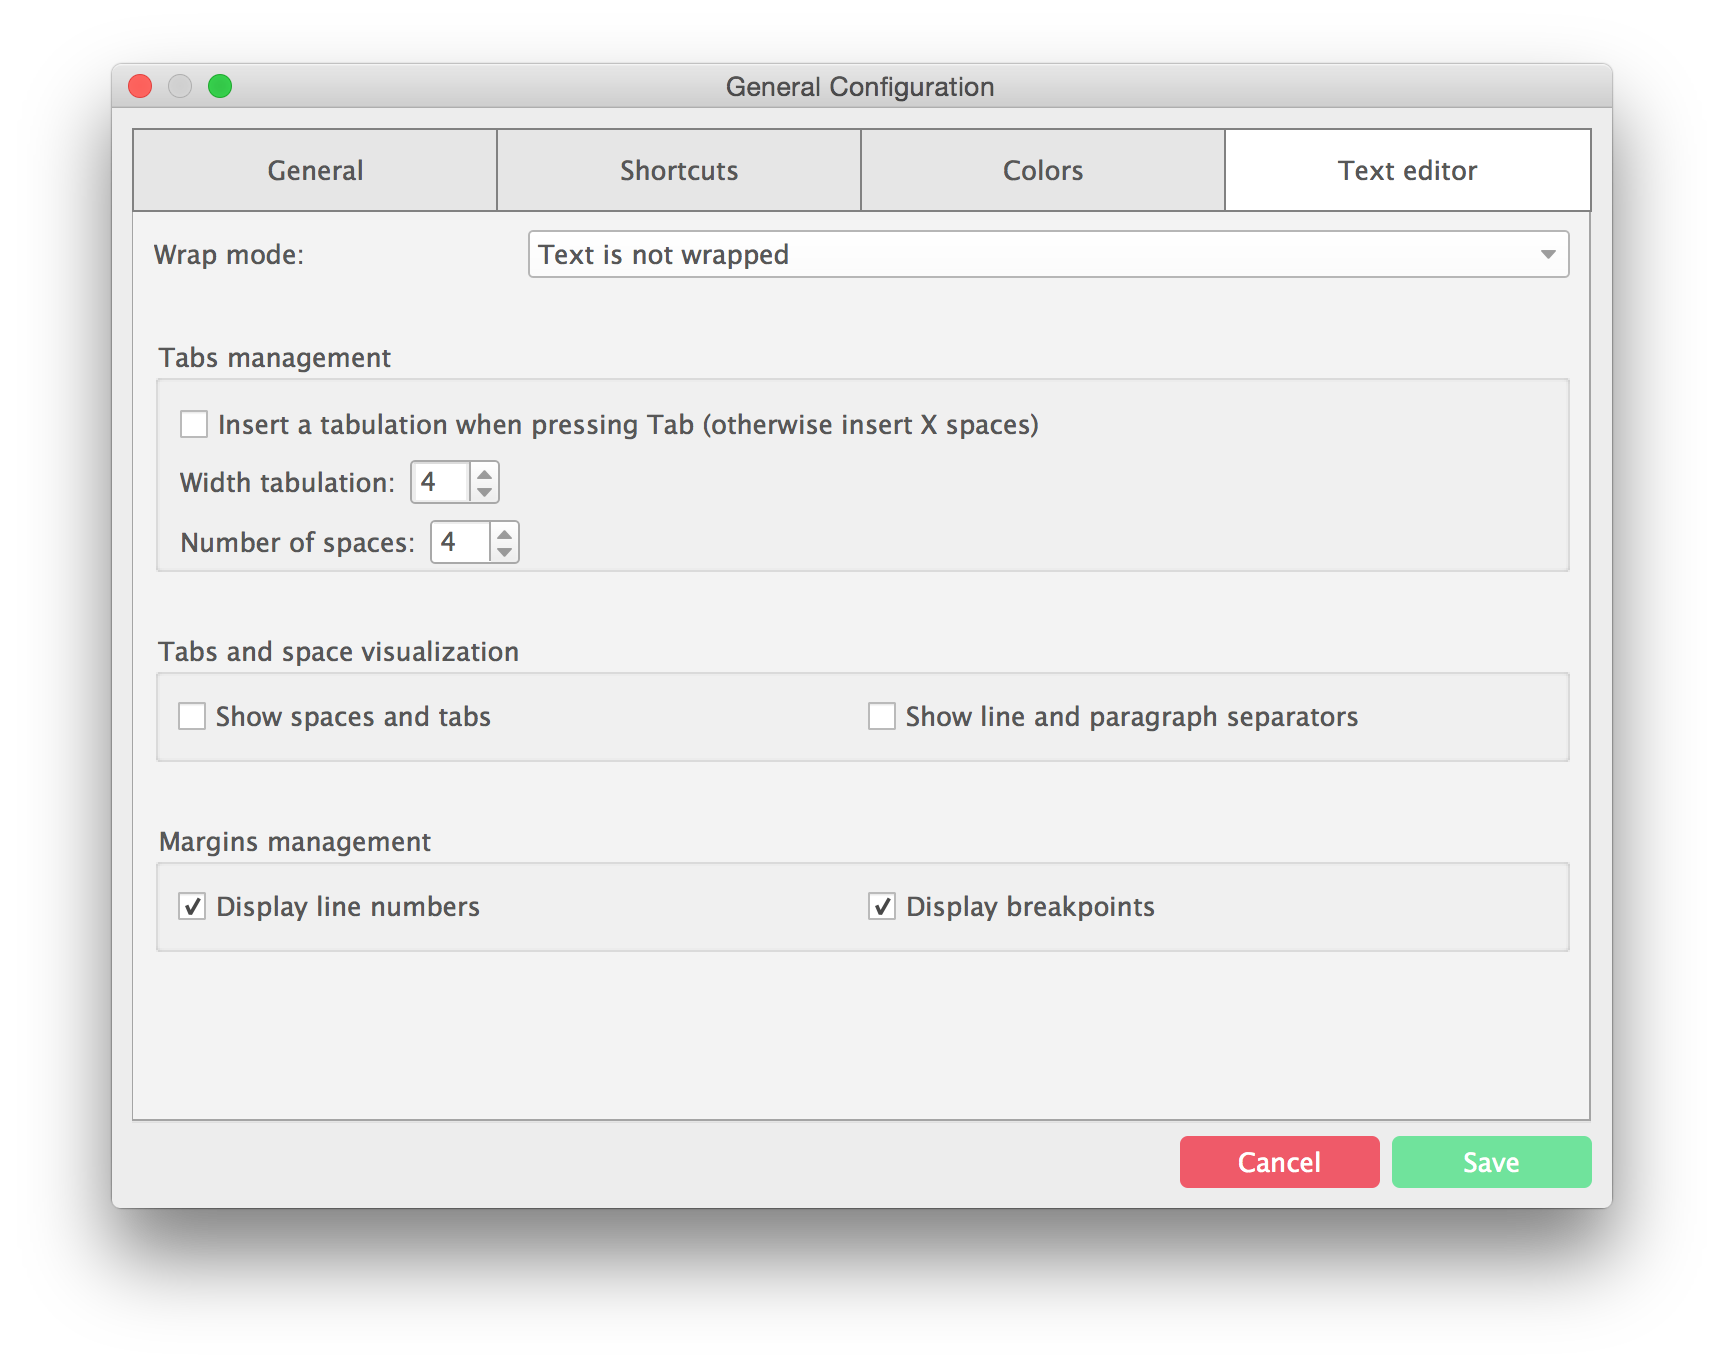 General Configuration
General
Shortcuts
Colors
Text editor
Wrap mode:
Text is not wrapped
Tabs management
Insert a tabulation when pressing Tab (otherwise insert X spaces)
Width tabulation: 4
Number of spaces: 4
Tabs and space visualization
Show spaces and tabs
Show line and paragraph separators
Margins management
Display line numbers
Display breakpoints
Cancel
Save